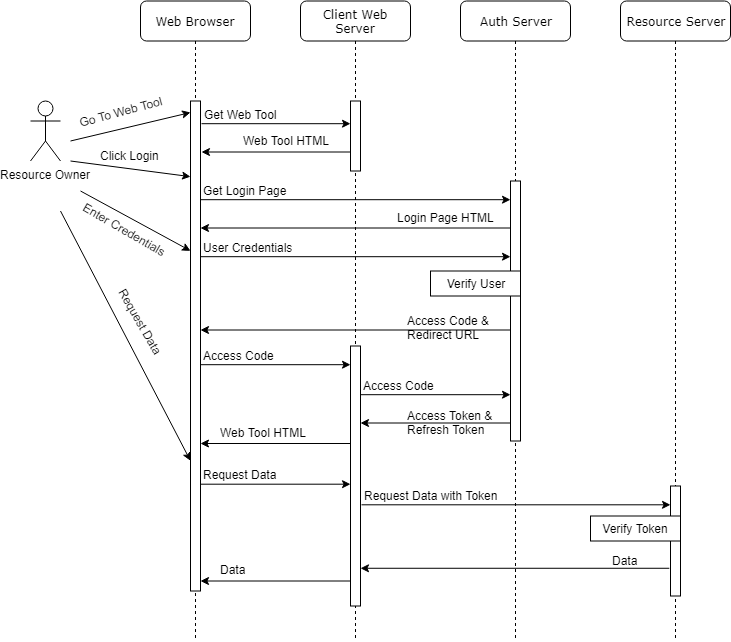 Web Browser
Client Web
Server
Auth Server
Resource Server
Go To Web Tool
Get Web Tool
Web Tool HTML
Click Login
Resource Owner
Get Login Page
Login Page HTML
Enter Credentials
User Credentials
Verify User
Request Data
Access Code &
Redirect URL
Access Code
Access Code
Access Token &
Refresh Token
Web Tool HTML
Request Data
Request Data with Token
Verify Token
Data
Data